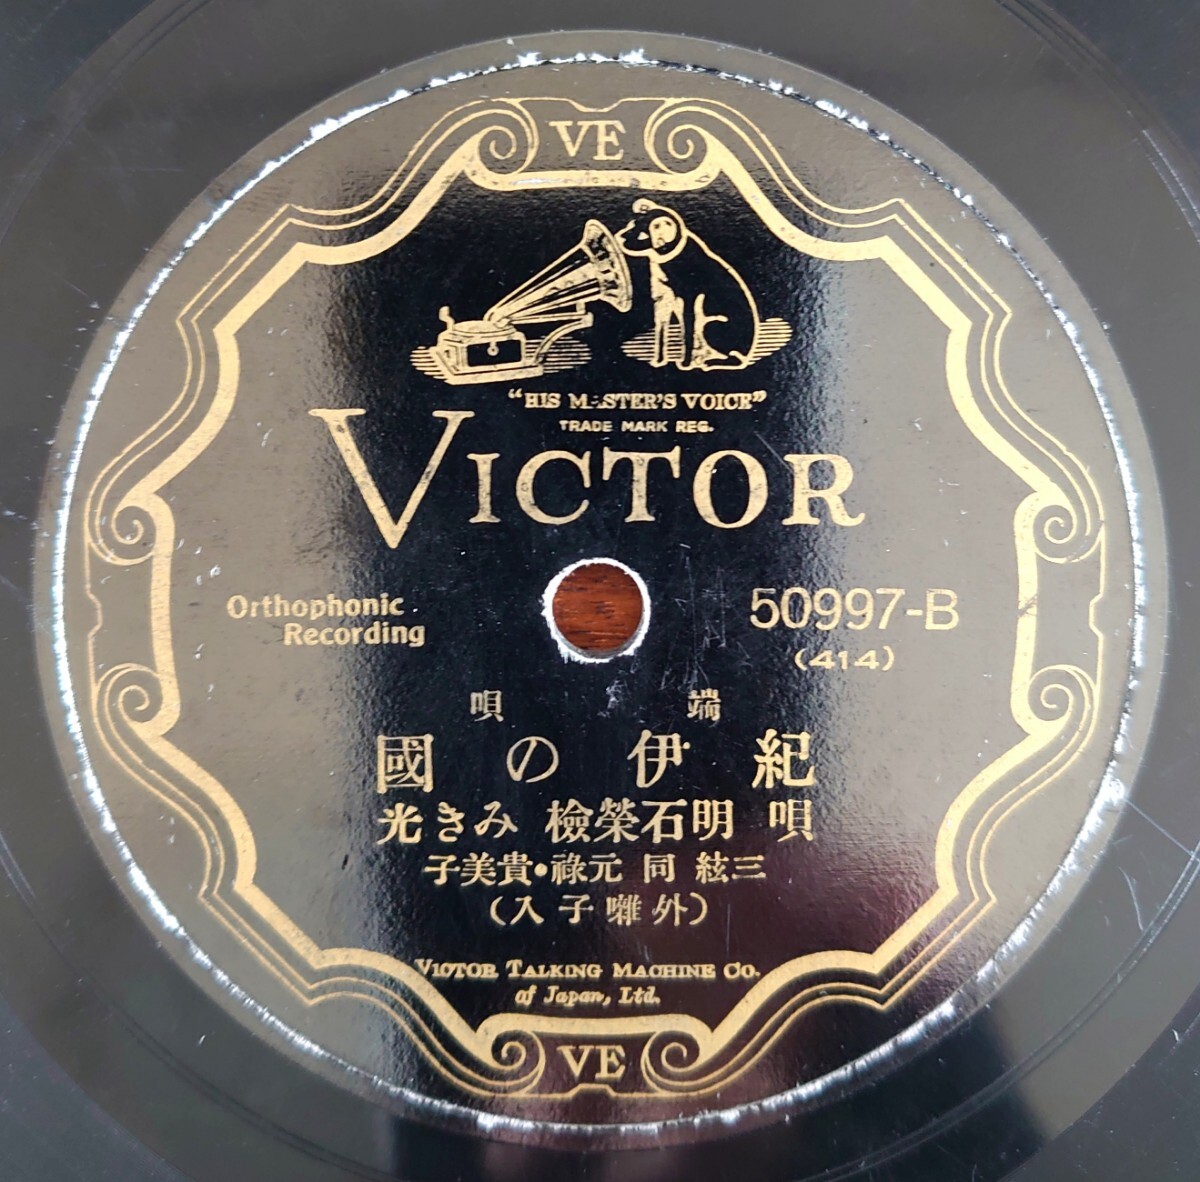 VE
"HIS MASTER'S VOICE"
TRADE MARK REG.
VICTOR
Orthophonic
Recording
50997-B
(414)
端唄
紀伊の國
唄 明石榮檢 みき光
三絃 同 元祿・貴美子
(外囃子入)
VICTOR TALKING MACHINE CO.
of Japan, Ltd.
VE